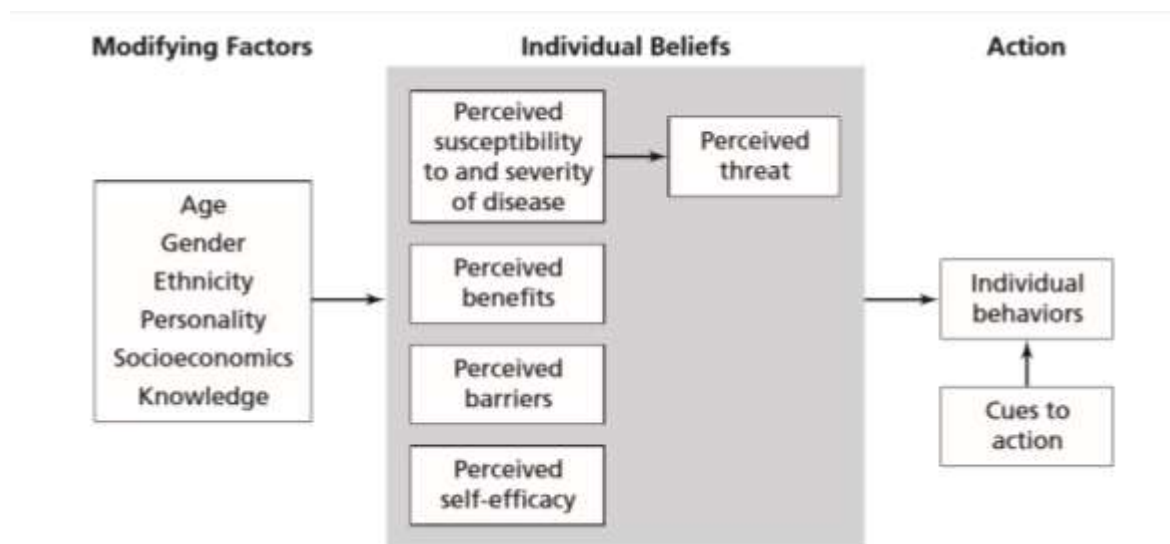 Modifying Factors
Individual Beliefs
Action
Age
Gender
Ethnicity
Personality
Socioeconomics
Knowledge
Perceived
susceptibility
to and severity
of disease
Perceived
threat
Perceived
benefits
Perceived
barriers
Perceived
self-efficacy
Individual
behaviors
Cues to
action